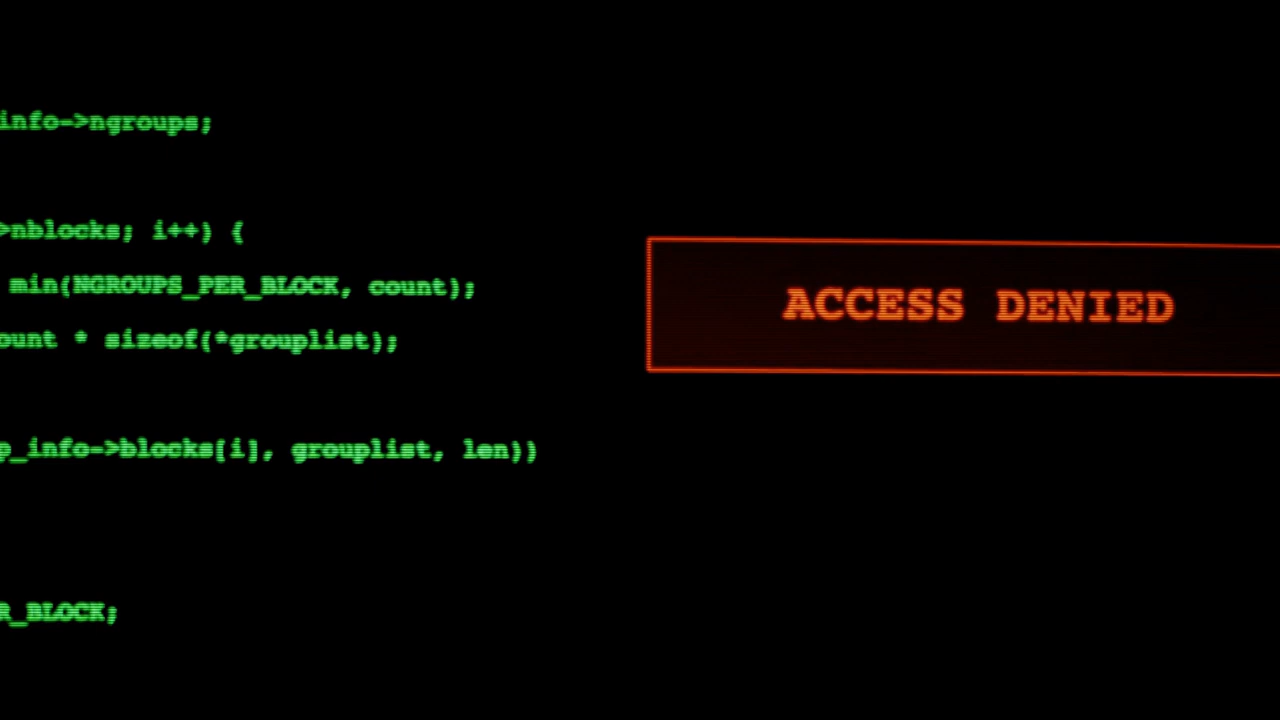 info->ngroups;
>nblocks; i++) {
min(NGROUPS_PER_BLOCK, count);
ount * sizeof(*grouplist);
p_info->blocks[i], grouplist, len))
R_BLOCK;
ACCESS DENIED